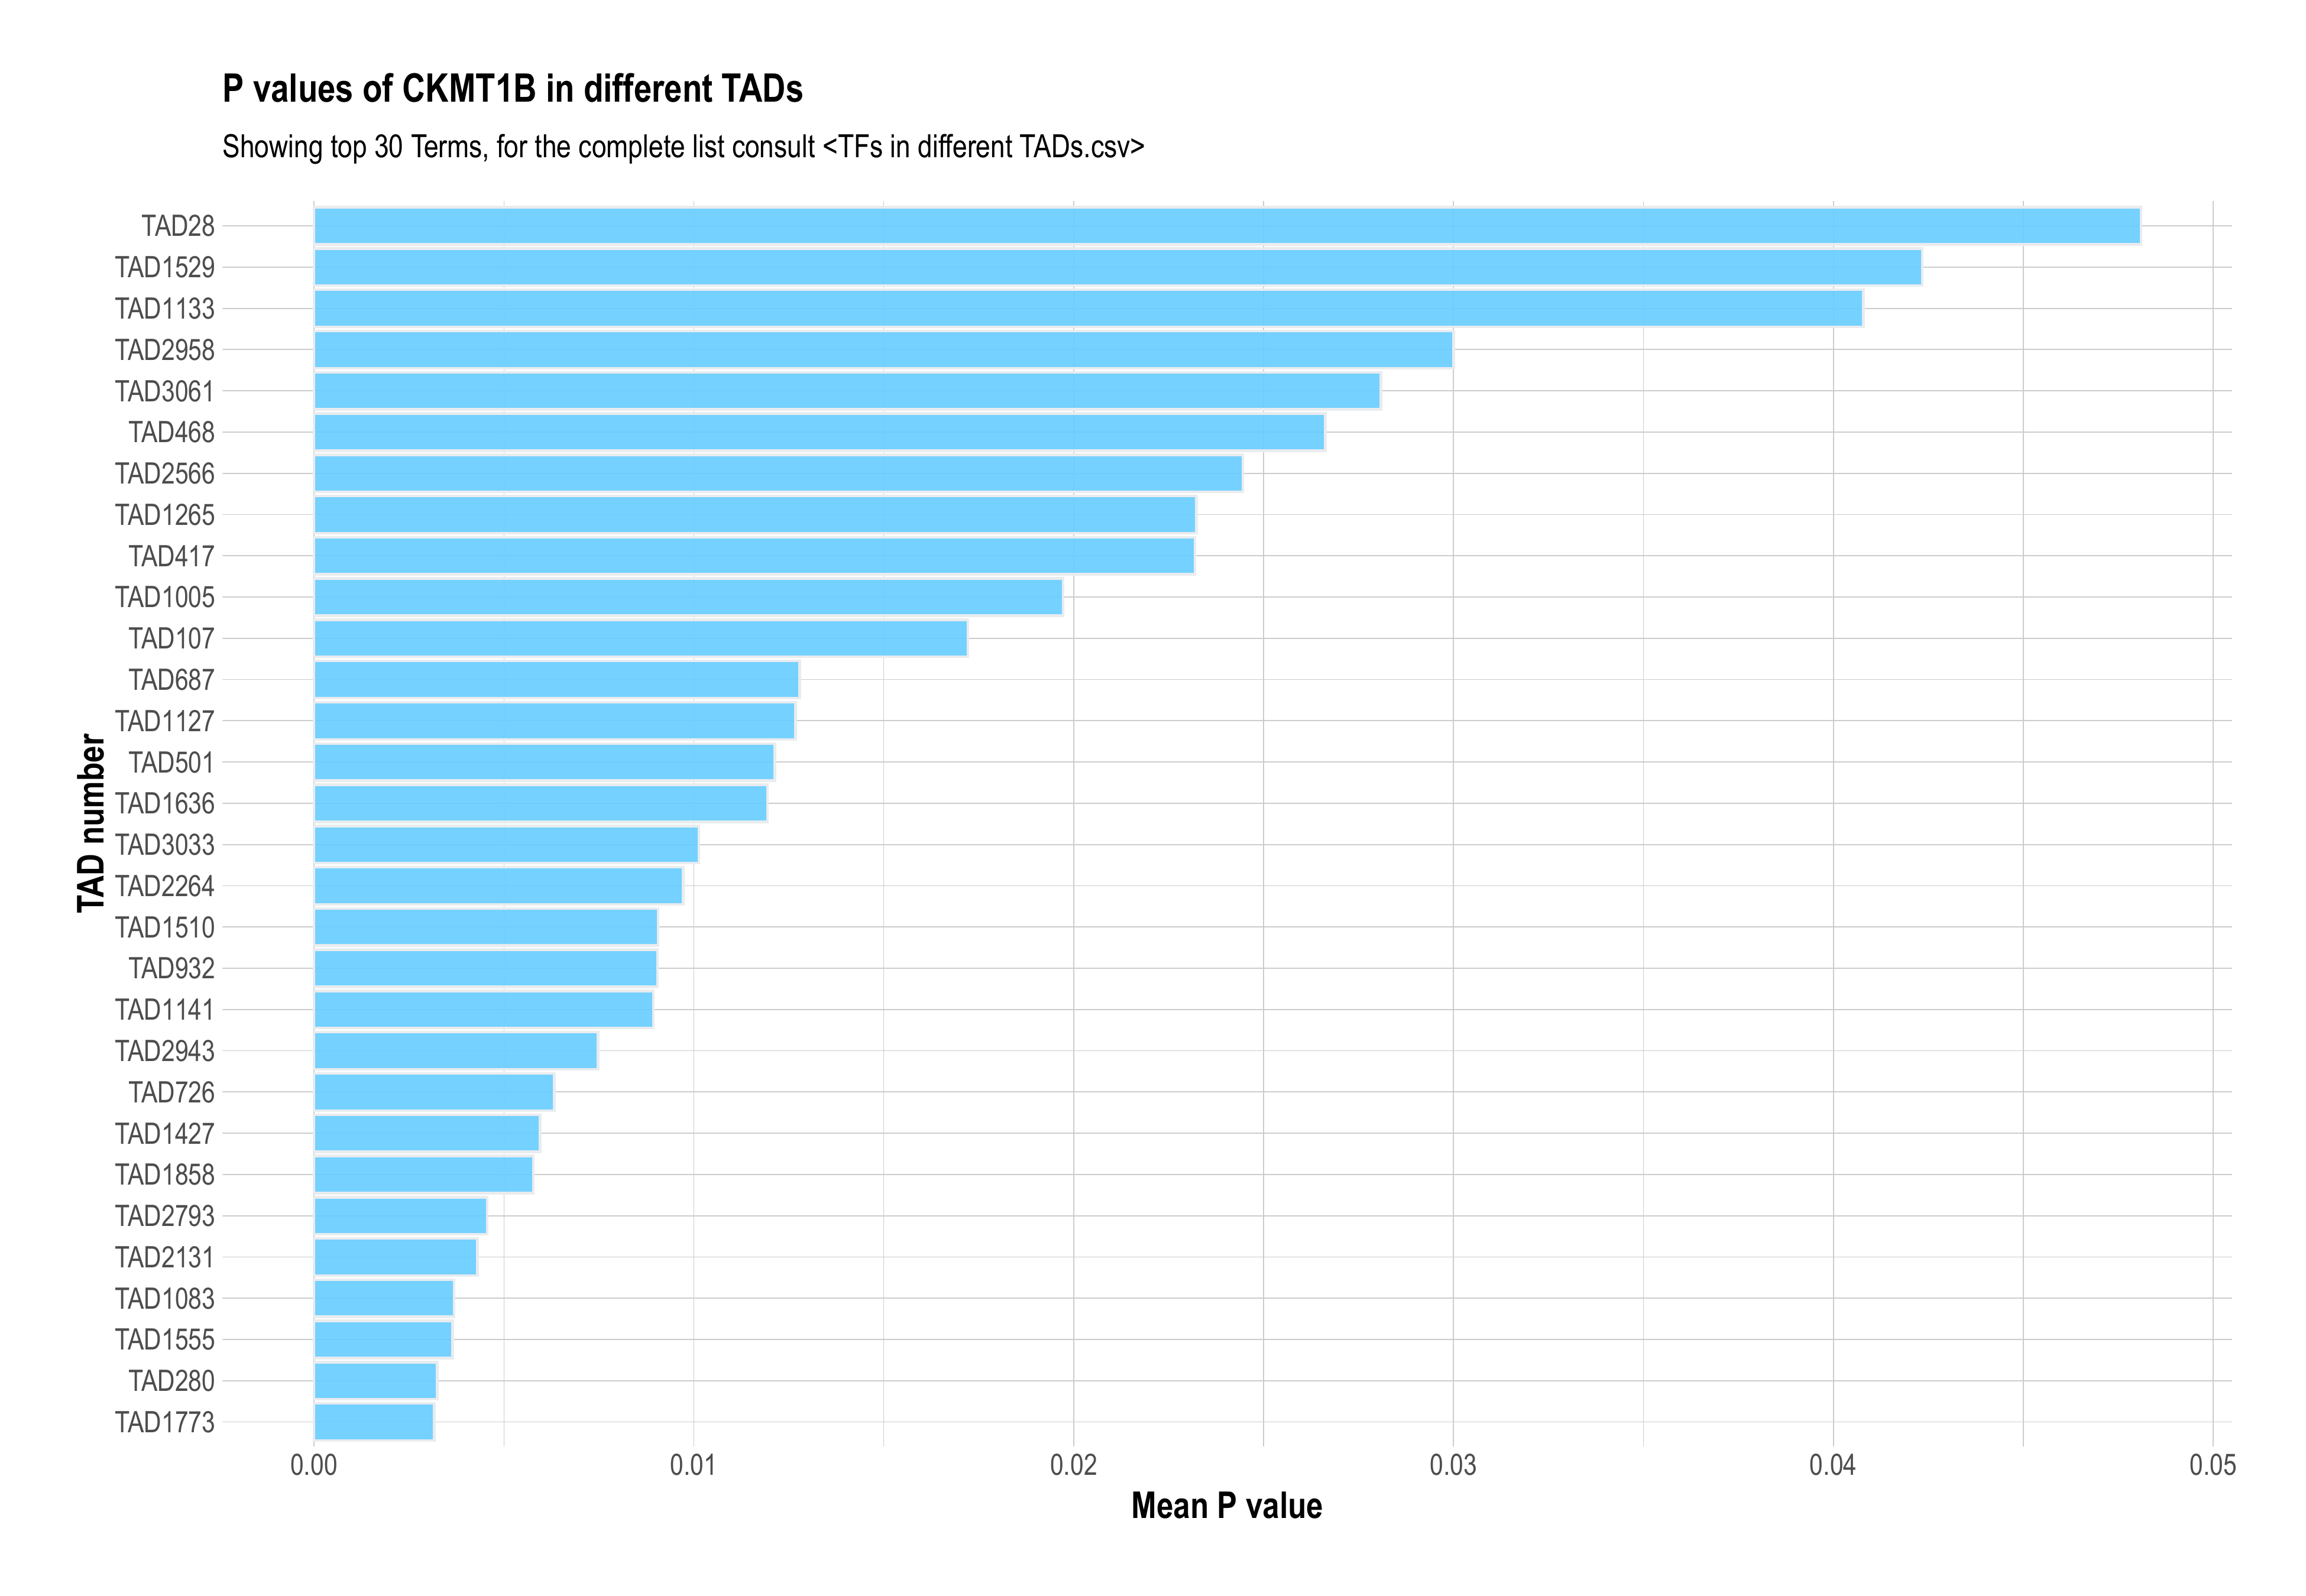 P values of CKMT1B in different TADs
Showing top 30 Terms, for the complete list consult <TFs in different TADs.csv>
TAD number
TAD28
TAD1529
TAD1133
TAD2958
TAD3061
TAD468
TAD2566
TAD1265
TAD417
TAD1005
TAD107
TAD687
TAD1127
TAD501
TAD1636
TAD3033
TAD2264
TAD1510
TAD932
TAD1141
TAD2943
TAD726
TAD1427
TAD1858
TAD2793
TAD2131
TAD1083
TAD1555
TAD280
TAD1773
0.00 0.01 0.02 0.03 0.04 0.05
Mean P value